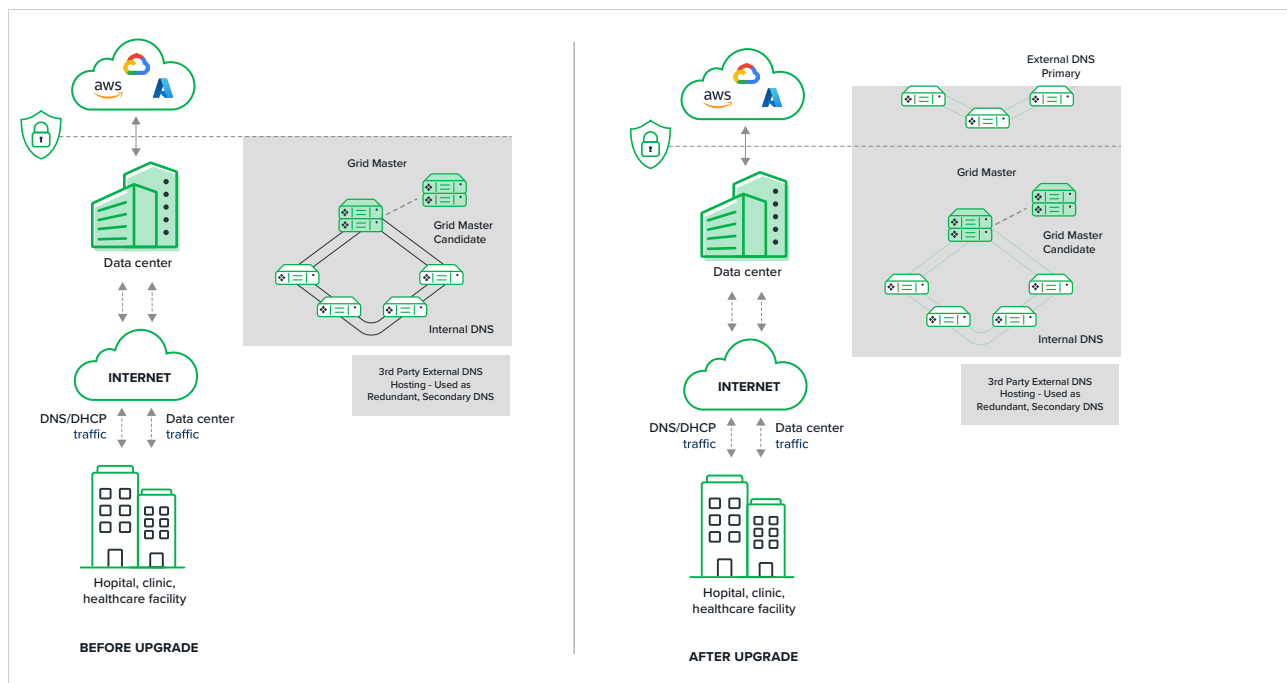 aws
Grid Master
Grid Master
Candidate
Data center
Internal DNS
INTERNET
3rd Party External DNS
Hosting - Used as
Redundant, Secondary DNS
DNS/DHCP
traffic
Data center
traffic
Hopital, clinic,
healthcare facility
BEFORE UPGRADE
External DNS
Primary
aws
Grid Master
Grid Master
Candidate
Data center
Internal DNS
INTERNET
3rd Party External DNS
Hosting - Used as
Redundant, Secondary DNS
DNS/DHCP
traffic
Data center
traffic
Hopital, clinic,
healthcare facility
AFTER UPGRADE